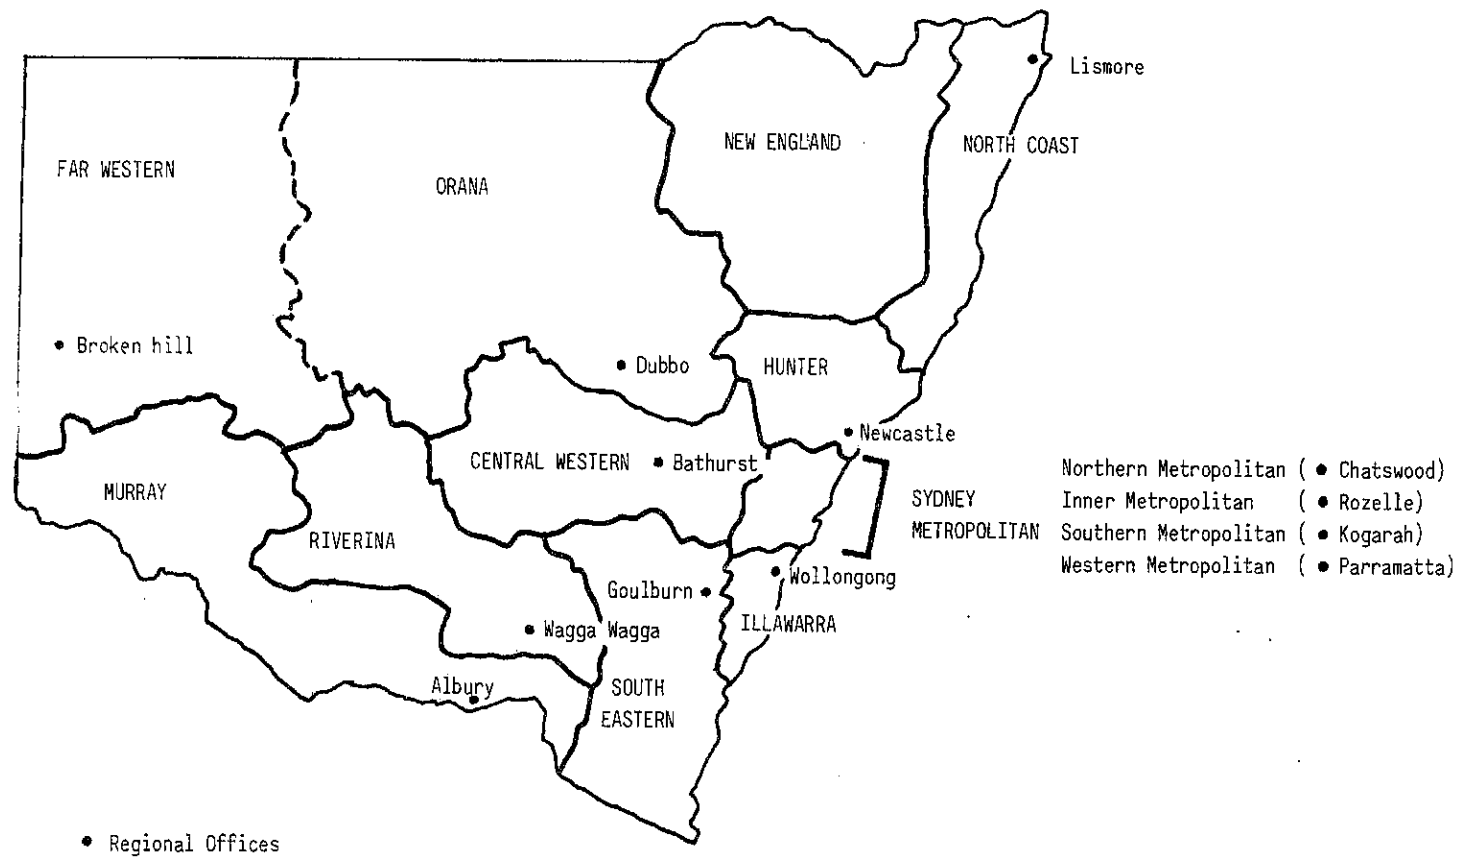 Lismore
NEW ENGLAND
NORTH COAST
FAR WESTERN
ORANA
Broken hill
Dubbo
HUNTER
Newcastle
CENTRAL WESTERN
Bathurst
MURRAY
SYDNEY
METROPOLITAN
Northern Metropolitan ( • Chatswood)
Inner Metropolitan ( • Rozelle)
Southern Metropolitan ( • Kogarah)
Western Metropolitan ( • Parramatta)
RIVERINA
Wollongong
Goulburn
ILLAWARRA
Wagga Wagga
Albury
SOUTH
EASTERN
• Regional Offices